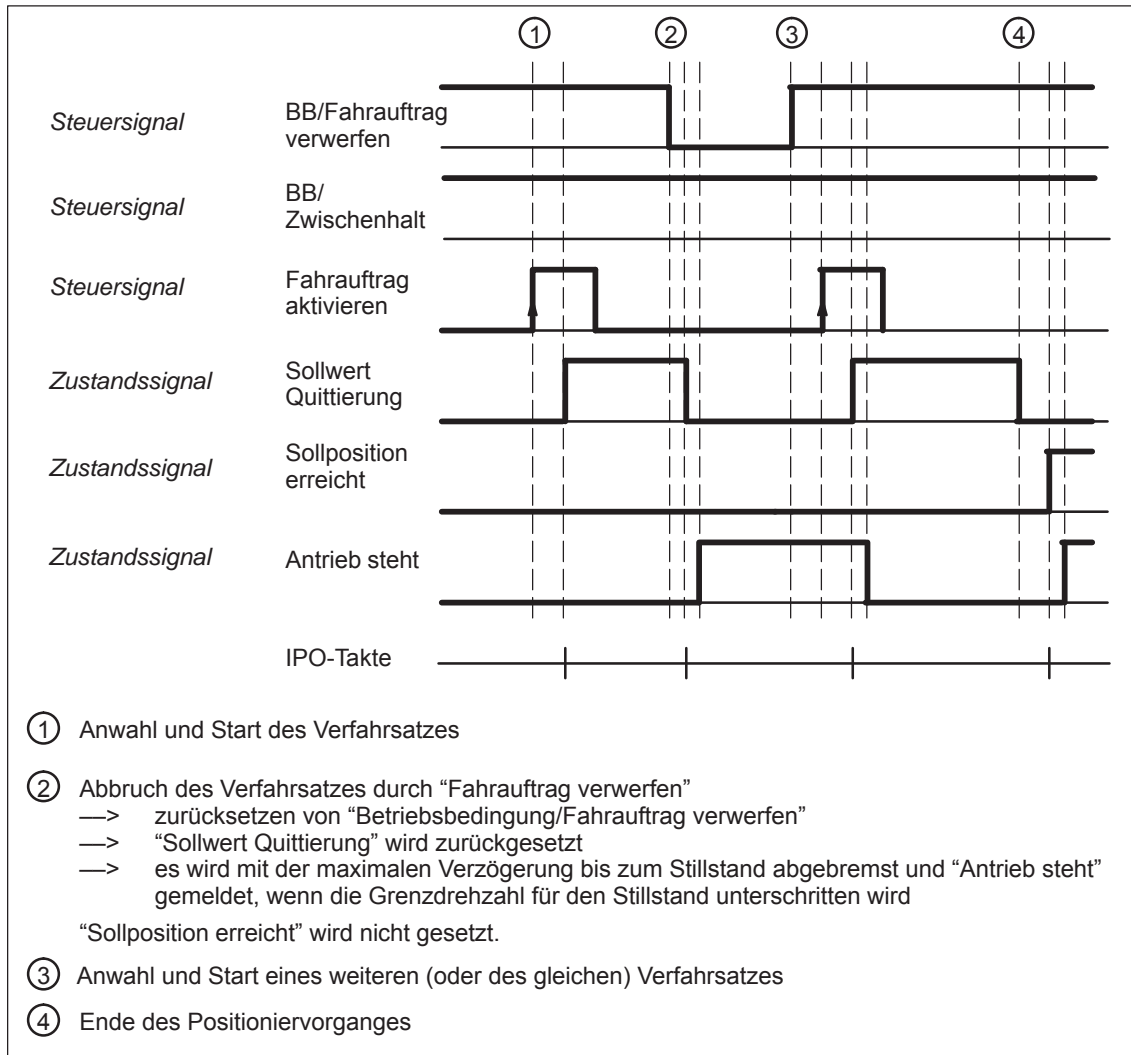 1 2 3 4
Steuersignal BB/Fahrauftrag
verwerfen
Steuersignal BB/
Zwischenhalt
Steuersignal Fahrauftrag
aktivieren
Zustandssignal Sollwert
Quittierung
Zustandssignal Sollposition
erreicht
Zustandssignal Antrieb steht
IPO-Takte
1 Anwahl und Start des Verfahrsatzes
2 Abbruch des Verfahrsatzes durch “Fahrauftrag verwerfen”
—> zurücksetzen von “Betriebsbedingung/Fahrauftrag verwerfen”
—> “Sollwert Quittierung” wird zurückgesetzt
—> es wird mit der maximalen Verzögerung bis zum Stillstand abgebremst und “Antrieb steht”
gemeldet, wenn die Grenzdrehzahl für den Stillstand unterschritten wird
“Sollposition erreicht” wird nicht gesetzt.
3 Anwahl und Start eines weiteren (oder des gleichen) Verfahrsatzes
4 Ende des Positioniervorganges